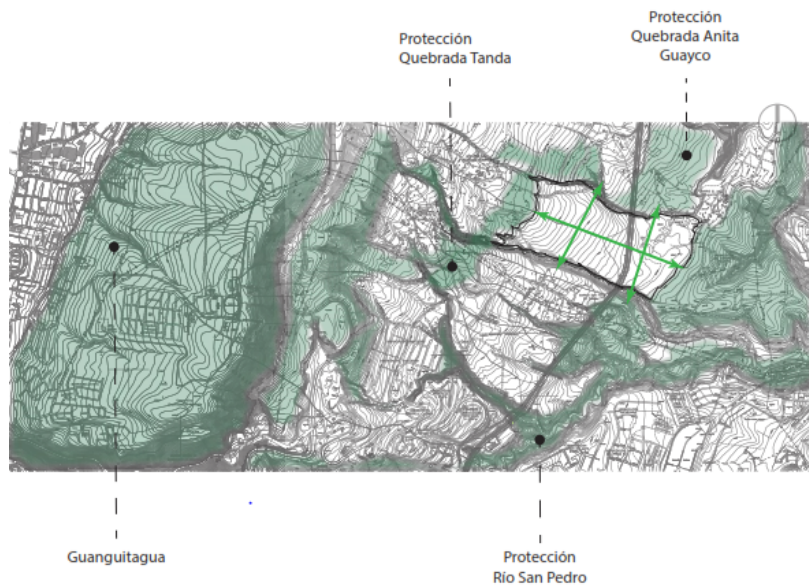 Protección
Quebrada Anita
Guayco
Protección
Quebrada Tanda
Guanguitagua
Protección
Río San Pedro